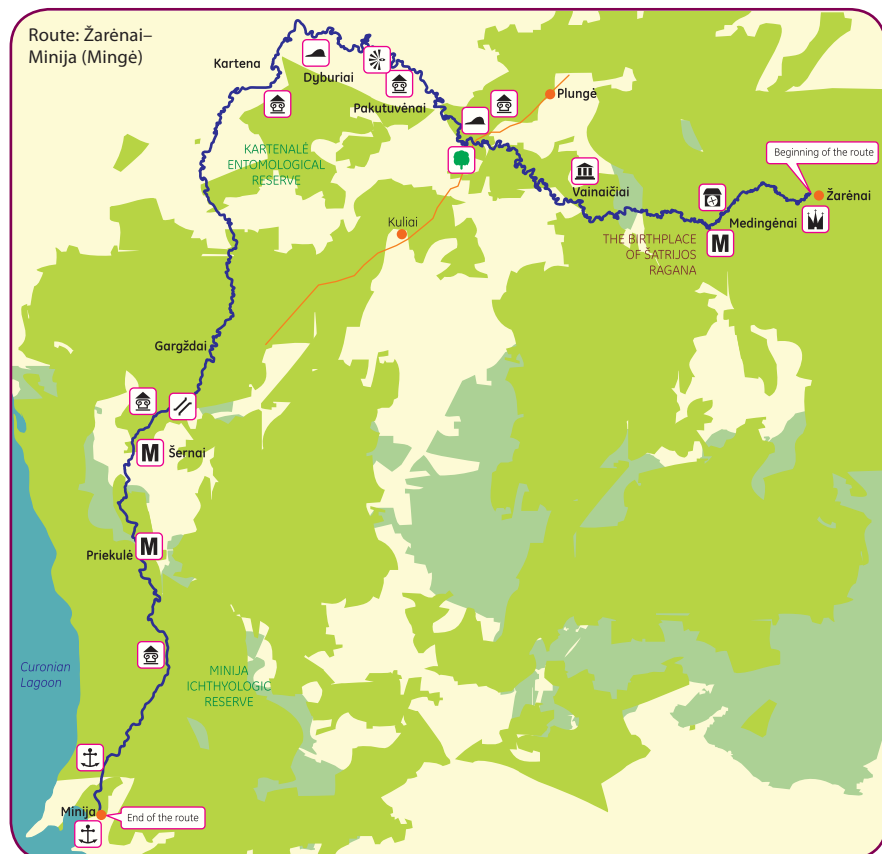 Route: Žarėnai–
Minija (Mingė)
Kartena
Dyburiai
Pakutuvėnai
Plungė
Beginning of the route
KARTENALĖ
ENTOMOLOGICAL
RESERVE
Vainaičiai
Žarėnai
Medingėnai
M
Kuliai
THE BIRTHPLACE
OF ŠATRIJOS
RAGANA
Gargždai
M
Šernai
M
Priekulė
Curonian
Lagoon
MINIJA
ICHTHYOLOGIC
RESERVE
Minija
End of the route